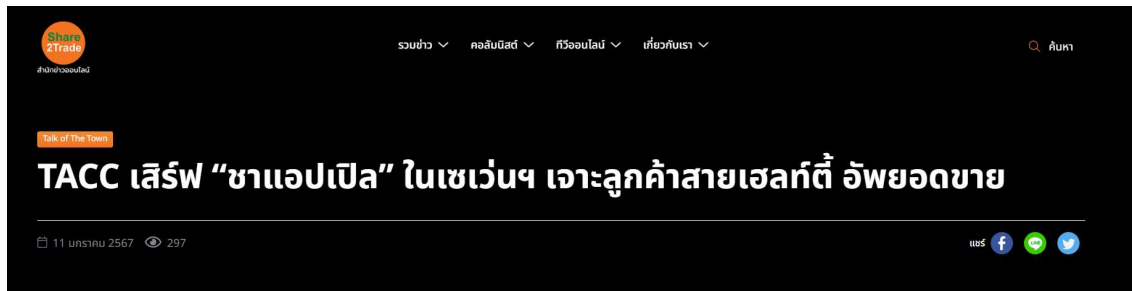 Share
2Trade
สำนักข่าวออนไลน์
รวมข่าว คอลัมนิสต์ ทีวีออนไลน์ เกี่ยวกับเรา ค้นหา
Talk of The Town
TACC เสิร์ฟ “ชาแอปเปิล” ในเซเว่นฯ เจาะลูกค้าสายเฮลท์ตี้ อัพยอดขาย
11 มกราคม 2567 297 แชร์ f LINE